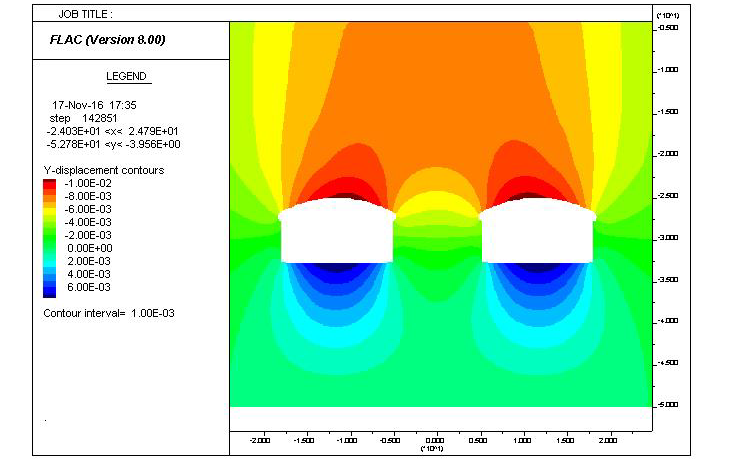 JOB TITLE :
FLAC (Version 8.00)
LEGEND
17-Nov-16 17:35
step 142851
-2.403E+01 <x< 2.479E+01
-5.278E+01 <y< -3.956E+00
Y-displacement contours
-1.00E-02
-8.00E-03
-6.00E-03
-4.00E-03
-2.00E-03
0.00E+00
2.00E-03
4.00E-03
6.00E-03
Contour interval= 1.00E-03
(*10^1)
-0.500
-1.000
-1.500
-2.000
-2.500
-3.000
-3.500
-4.000
-4.500
-5.000
-2.000 -1.500 -1.000 -0.500 0.000 0.500 1.000 1.500 2.000
(*10^1)